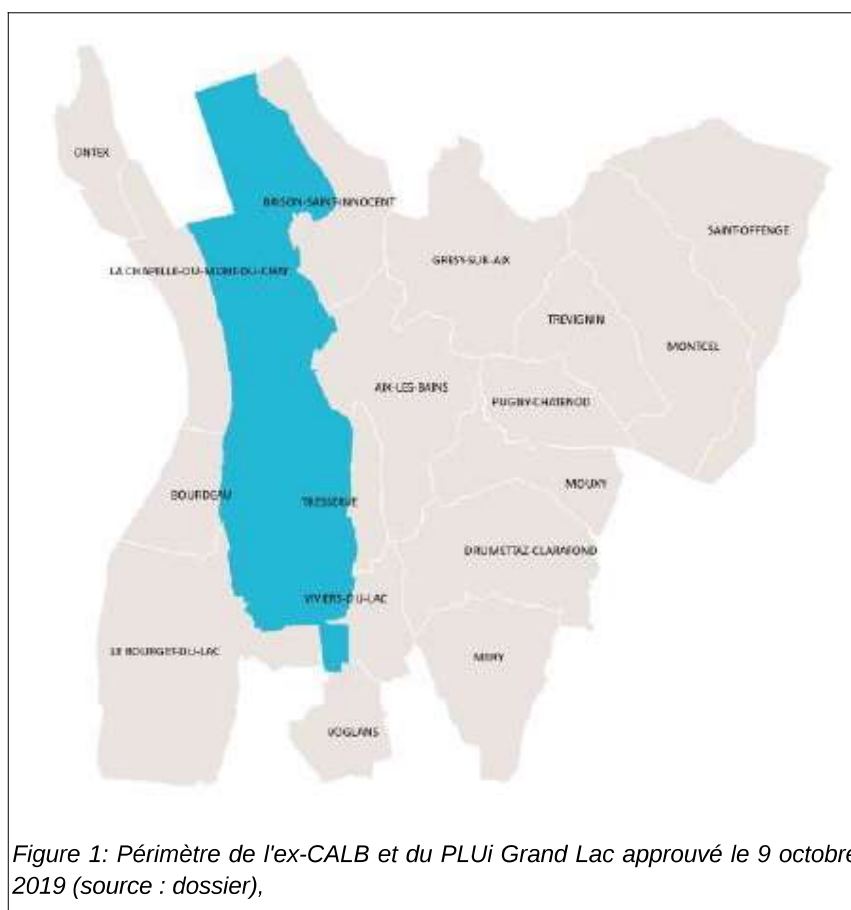 ONTEX
BRISON-SAINT-INNOCENT
SAINT-OFFENGE
GRESY-SUR-AIX
LA CHAPELLE-DU-MONT-DU-CHAT
TREVIGNIN
MONTCEL
AIX-LES-BAINS
PUGNY-CHATENOD
MOUXY
BOURDEAU
TRESSERVE
DRUMETTAZ-CLARAFOND
VIVIERS-DU-LAC
LE BOURGET-DU-LAC
MERY
VOGLANS
Figure 1: Périmètre de l'ex-CALB et du PLUi Grand Lac approuvé le 9 octobre
2019 (source : dossier),